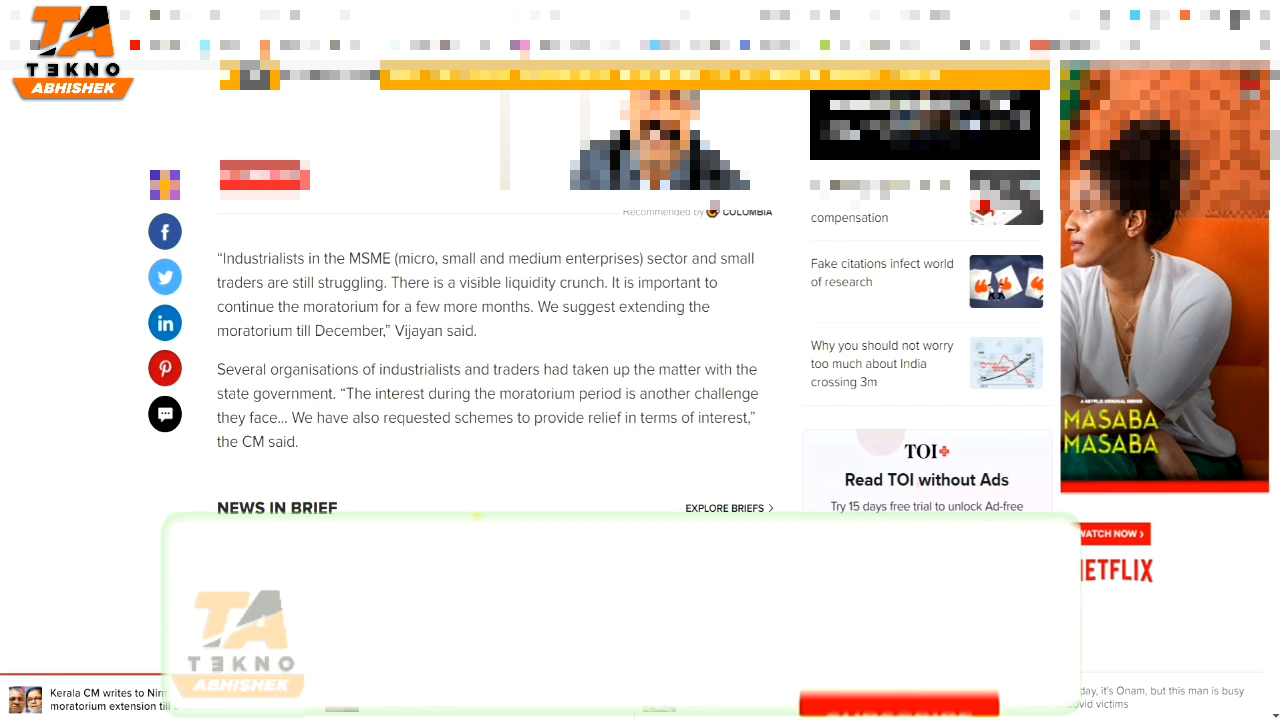 TA
TEKNO
ABHISHEK
Recommended by COLOMBIA
“Industrialists in the MSME (micro, small and medium enterprises) sector and small
traders are still struggling. There is a visible liquidity crunch. It is important to
continue the moratorium for a few more months. We suggest extending the
moratorium till December,” Vijayan said.
Several organisations of industrialists and traders had taken up the matter with the
state government. “The interest during the moratorium period is another challenge
they face... We have also requested schemes to provide relief in terms of interest,”
the CM said.
NEWS IN BRIEF
EXPLORE BRIEFS
compensation
Fake citations infect world
of research
Why you should not worry
too much about India
crossing 3m
TOI+
Read TOI without Ads
Try 15 days free trial to unlock Ad-free
A NETFLIX ORIGINAL SERIES
MASABA
MASABA
WATCH NOW
NETFLIX
TA
TEKNO
ABHISHEK
Kerala CM writes to Nirm
moratorium extension till
day, it's Onam, but this man is busy
ovid victims